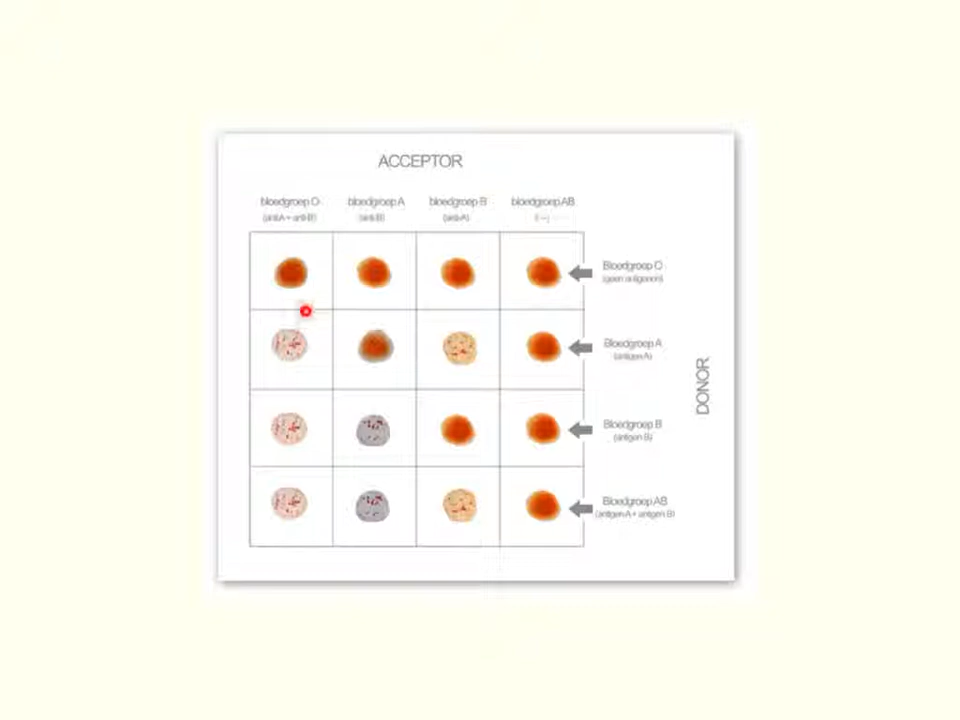 ACCEPTOR
bloedgroep O bloedgroep A bloedgroep B bloedgroep AB
(antiA + anti-B) (anti B) (anti-A) (--)
Bloedgroep O
(geen antigenen)
Bloedgroep A
(antigen A)
DONOR
Bloedgroep B
(antigen B)
Bloedgroep AB
(antigen A + antigen B)